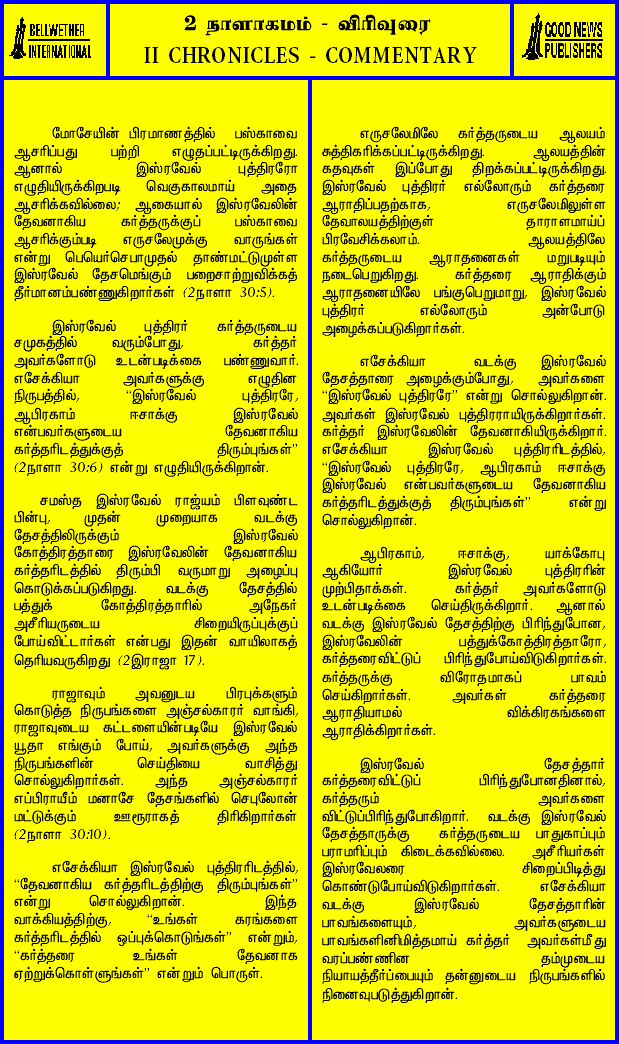 BELLWETHER
INTERNATIONAL
2 நாளாகமம் - விரிவுரை
II CHRONICLES - COMMENTARY
GOOD NEWS
PUBLISHERS
மோசேயின் பிரமாணத்தில் பஸ்காவை
ஆசரிப்பது பற்றி எழுதப்பட்டிருக்கிறது.
ஆனால் இஸ்ரவேல் புத்திரரோ
எழுதியிருக்கிறபடி வெகுகாலமாய் அதை
ஆசரிக்கவில்லை; ஆகையால் இஸ்ரவேலின்
தேவனாகிய கர்த்தருக்குப் பஸ்காவை
ஆசரிக்கும்படி எருசலேமுக்கு வாருங்கள்
என்று பெயெர்செபாமுதல் தாண்மட்டுமுள்ள
இஸ்ரவேல் தேசமெங்கும் பறைசாற்றுவிக்கத்
தீர்மானம்பண்ணுகிறார்கள் (2நாளா 30:5).
இஸ்ரவேல் புத்திரர் கர்த்தருடைய
சமுகத்தில் வரும்போது, கர்த்தர்
அவர்களோடு உடன்படிக்கை பண்ணுவார்.
எசேக்கியா அவர்களுக்கு எழுதின
நிருபத்தில், “இஸ்ரவேல் புத்திரரே,
ஆபிரகாம் ஈசாக்கு இஸ்ரவேல்
என்பவர்களுடைய தேவனாகிய
கர்த்தரிடத்துக்குத் திரும்புங்கள்”
(2நாளா 30:6) என்று எழுதியிருக்கிறான்.
சமஸ்த இஸ்ரவேல் ராஜ்யம் பிளவுண்ட
பின்பு, முதன் முறையாக வடக்கு
தேசத்திலிருக்கும் இஸ்ரவேல்
கோத்திரத்தாரை இஸ்ரவேலின் தேவனாகிய
கர்த்தரிடத்தில் திரும்பி வருமாறு அழைப்பு
கொடுக்கப்படுகிறது. வடக்கு தேசத்தில்
பத்துக் கோத்திரத்தாரில் அநேகர்
அசீரியருடைய சிறையிருப்புக்குப்
போய்விட்டார்கள் என்பது இதன் வாயிலாகத்
தெரியவருகிறது (2இராஜா 17).
ராஜாவும் அவனுடய பிரபுக்களும்
கொடுத்த நிருபங்களை அஞ்சல்காரர் வாங்கி,
ராஜாவுடைய கட்டளையின்படியே இஸ்ரவேல்
யூதா எங்கும் போய், அவர்களுக்கு அந்த
நிருபங்களின் செய்தியை வாசித்து
சொல்லுகிறார்கள். அந்த அஞ்சல்காரர்
எப்பிராயீம் மனாசே தேசங்களில் செபுலோன்
மட்டுக்கும் ஊரூராகத் திரிகிறார்கள்
(2நாளா 30:10).
எசேக்கியா இஸ்ரவேல் புத்திரரிடத்தில்,
“தேவனாகிய கர்த்தரிடத்திற்கு திரும்புங்கள்”
என்று சொல்லுகிறான். இந்த
வாக்கியத்திற்கு, “உங்கள் கரங்களை
கர்த்தரிடத்தில் ஒப்புக்கொடுங்கள்” என்றும்,
“கர்த்தரை உங்கள் தேவனாக
ஏற்றுக்கொள்ளுங்கள்” என்றும் பொருள்.
எருசலேமிலே கர்த்தருடைய ஆலயம்
சுத்திகரிக்கப்பட்டிருக்கிறது. ஆலயத்தின்
கதவுகள் இப்போது திறக்கப்பட்டிருக்கிறது.
இஸ்ரவேல் புத்திரர் எல்லோரும் கர்த்தரை
ஆராதிப்பதற்காக, எருசலேமிலுள்ள
தேவாலயத்திற்குள் தாராளமாய்ப்
பிரவேசிக்கலாம். ஆலயத்திலே
கர்த்தருடைய ஆராதனைகள் மறுபடியும்
நடைபெறுகிறது. கர்த்தரை ஆராதிக்கும்
ஆராதனையிலே பங்குபெறுமாறு, இஸ்ரவேல்
புத்திரர் எல்லோரும் அன்போடு
அழைக்கப்படுகிறார்கள்.
எசேக்கியா வடக்கு இஸ்ரவேல்
தேசத்தாரை அழைக்கும்போது, அவர்களை
“இஸ்ரவேல் புத்திரரே” என்று சொல்லுகிறான்.
அவர்கள் இஸ்ரவேல் புத்திரராயிருக்கிறார்கள்.
கர்த்தர் இஸ்ரவேலின் தேவனாகியிருக்கிறார்.
எசேக்கியா இஸ்ரவேல் புத்திரரிடத்தில்,
“இஸ்ரவேல் புத்திரரே, ஆபிரகாம் ஈசாக்கு
இஸ்ரவேல் என்பவர்களுடைய தேவனாகிய
கர்த்தரிடத்துக்குத் திரும்புங்கள்” என்று
சொல்லுகிறான்.
ஆபிரகாம், ஈசாக்கு, யாக்கோபு
ஆகியோர் இஸ்ரவேல் புத்திரரின்
முற்பிதாக்கள். கர்த்தர் அவர்களோடு
உடன்படிக்கை செய்திருக்கிறார். ஆனால்
வடக்கு இஸ்ரவேல் தேசத்திற்கு பிரிந்துபோன,
இஸ்ரவேலின் பத்துக்கோத்திரத்தாரோ,
கர்த்தரைவிட்டுப் பிரிந்துபோய்விடுகிறார்கள்.
கர்த்தருக்கு விரோதமாகப் பாவம்
செய்கிறார்கள். அவர்கள் கர்த்தரை
ஆராதியாமல் விக்கிரகங்களை
ஆராதிக்கிறார்கள்.
இஸ்ரவேல் தேசத்தார்
கர்த்தரைவிட்டுப் பிரிந்துபோனதினால்,
கர்த்தரும் அவர்களை
விட்டுப்பிரிந்துபோகிறார். வடக்கு இஸ்ரவேல்
தேசத்தாருக்கு கர்த்தருடைய பாதுகாப்பும்
பராமரிப்பும் கிடைக்கவில்லை. அசீரியர்கள்
இஸ்ரவேலரை சிறைப்பிடித்து
கொண்டுபோய்விடுகிறார்கள். எசேக்கியா
வடக்கு இஸ்ரவேல் தேசத்தாரின்
பாவங்களையும், அவர்களுடைய
பாவங்களினிமித்தமாய் கர்த்தர் அவர்கள்மீது
வரப்பண்ணின தம்முடைய
நியாயத்தீர்ப்பையும் தன்னுடைய நிருபங்களில்
நினைவுபடுத்துகிறான்.